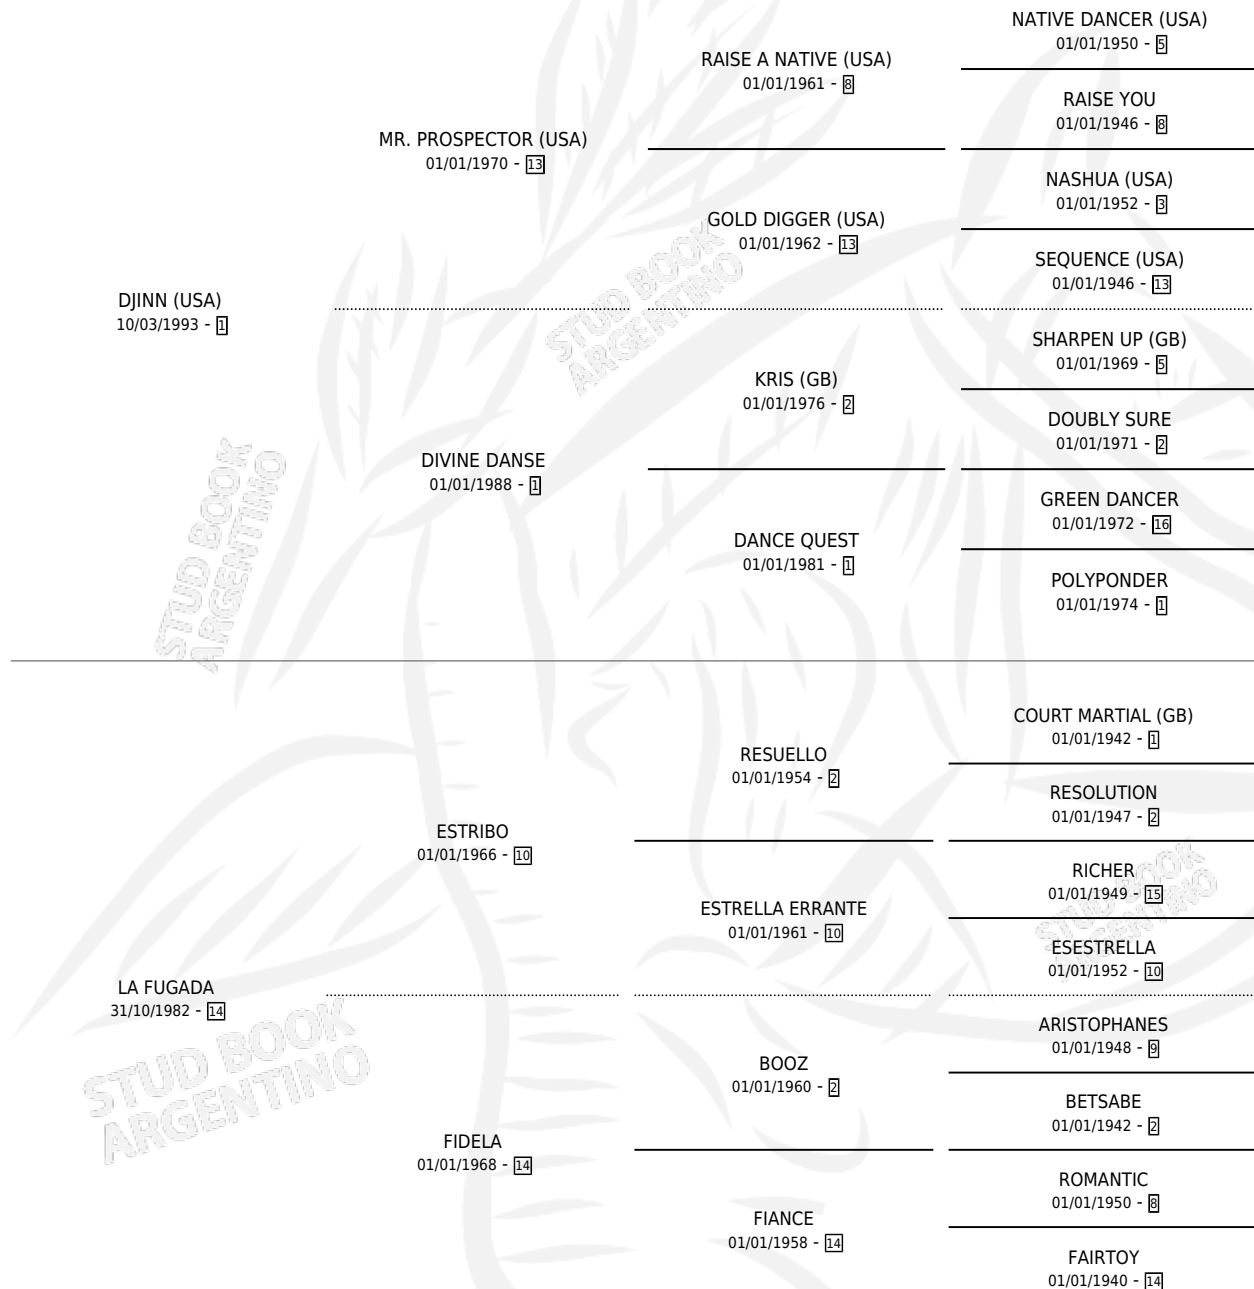 DJINN (USA)
10/03/1993 - 1
MR. PROSPECTOR (USA)
01/01/1970 - 13
DIVINE DANSE
01/01/1988 - 1
RAISE A NATIVE (USA)
01/01/1961 - 8
GOLD DIGGER (USA)
01/01/1962 - 13
KRIS (GB)
01/01/1976 - 2
DANCE QUEST
01/01/1981 - 1
NATIVE DANCER (USA)
01/01/1950 - 5
RAISE YOU
01/01/1946 - 8
NASHUA (USA)
01/01/1952 - 3
SEQUENCE (USA)
01/01/1946 - 13
SHARPEN UP (GB)
01/01/1969 - 5
DOUBLY SURE
01/01/1971 - 2
GREEN DANCER
01/01/1972 - 16
POLYPONDER
01/01/1974 - 1
LA FUGADA
31/10/1982 - 14
ESTRIBO
01/01/1966 - 10
FIDELA
01/01/1968 - 14
RESUELLO
01/01/1954 - 2
ESTRELLA ERRANTE
01/01/1961 - 10
BOOZ
01/01/1960 - 2
FIANCE
01/01/1958 - 14
COURT MARTIAL (GB)
01/01/1942 - 1
RESOLUTION
01/01/1947 - 2
RICHER
01/01/1949 - 15
ESESTRELLA
01/01/1952 - 10
ARISTOPHANES
01/01/1948 - 9
BETSABE
01/01/1942 - 2
ROMANTIC
01/01/1950 - 8
FAIRTOY
01/01/1940 - 14
STUD BOOK
ARGENTINO
STUD BOOK
ARGENTINO
STUD BOOK
ARGENTINO
STUD BOOK
ARGENTINO